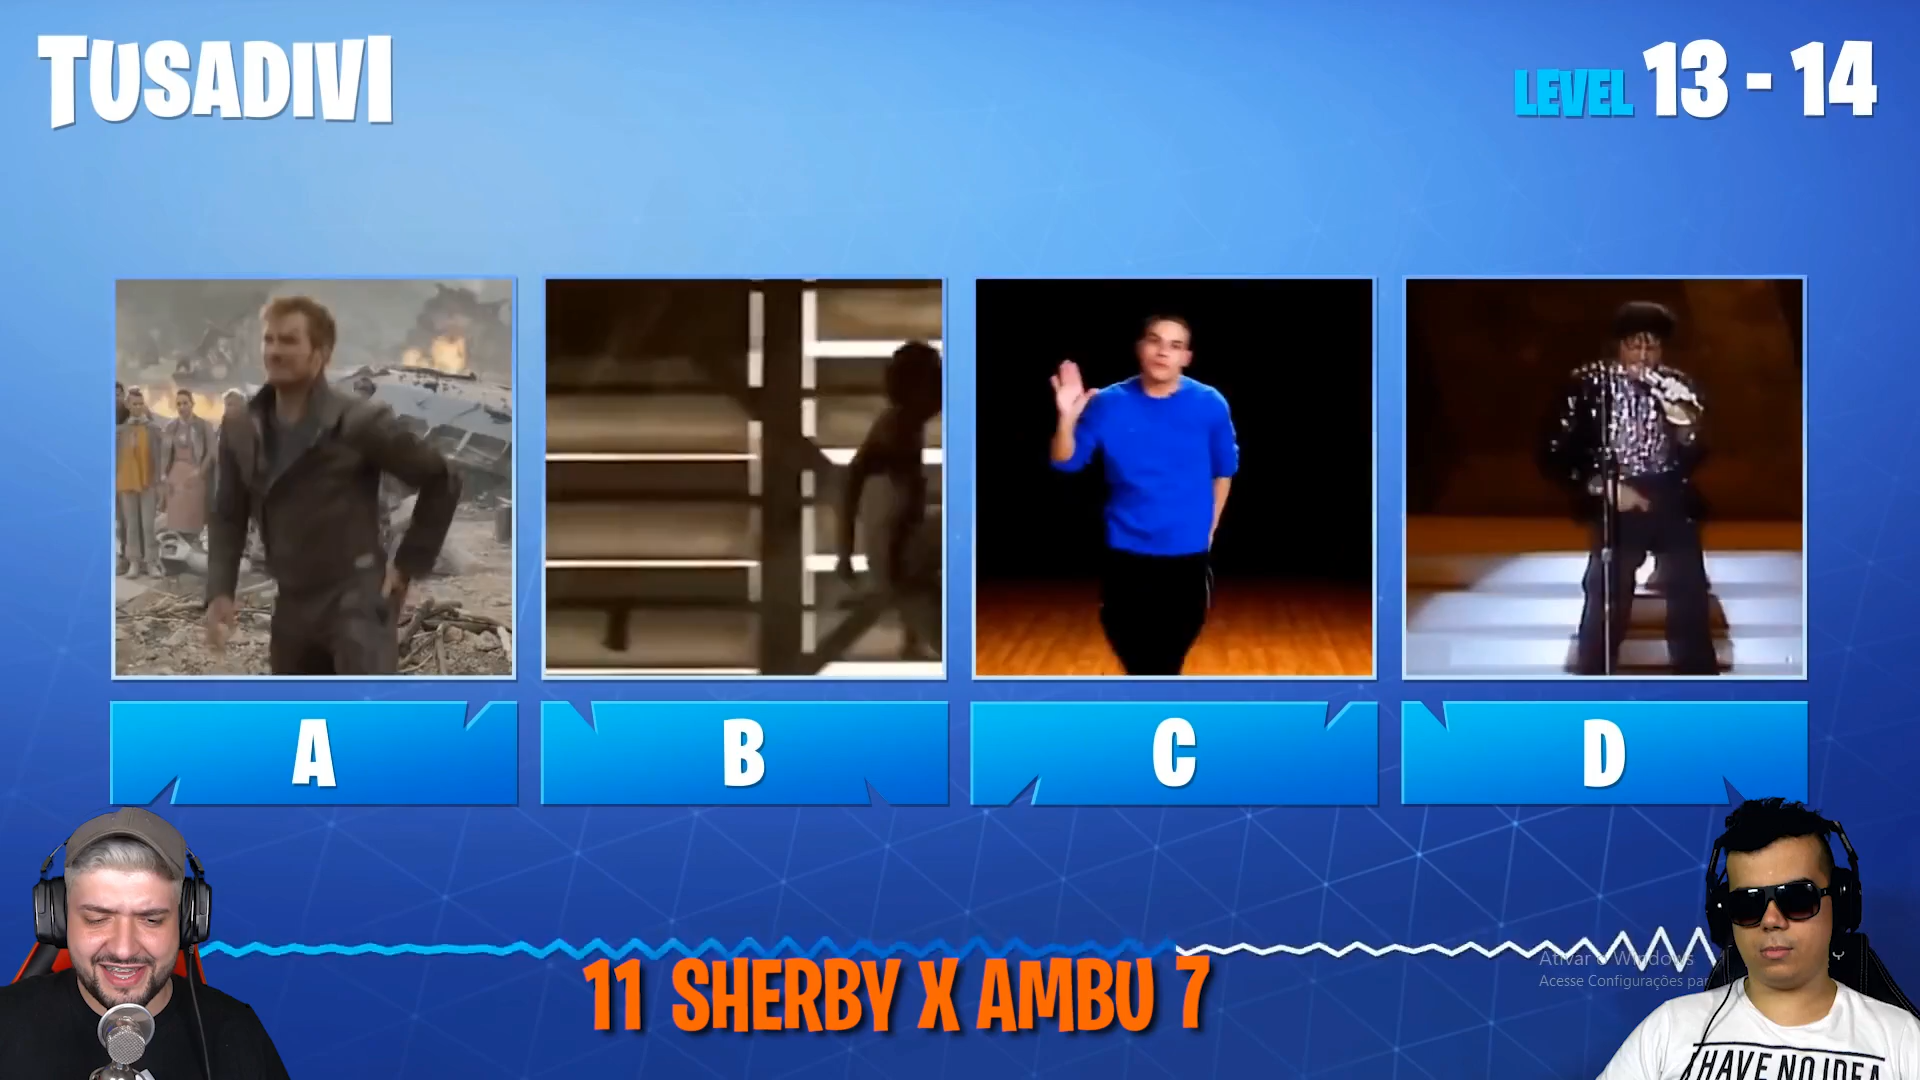 TUSADIVI
LEVEL 13 - 14
A
B
C
D
11 SHERBY X AMBU 7
Ativar o Windows
Acesse Configurações par
I HAVE NO IDEA